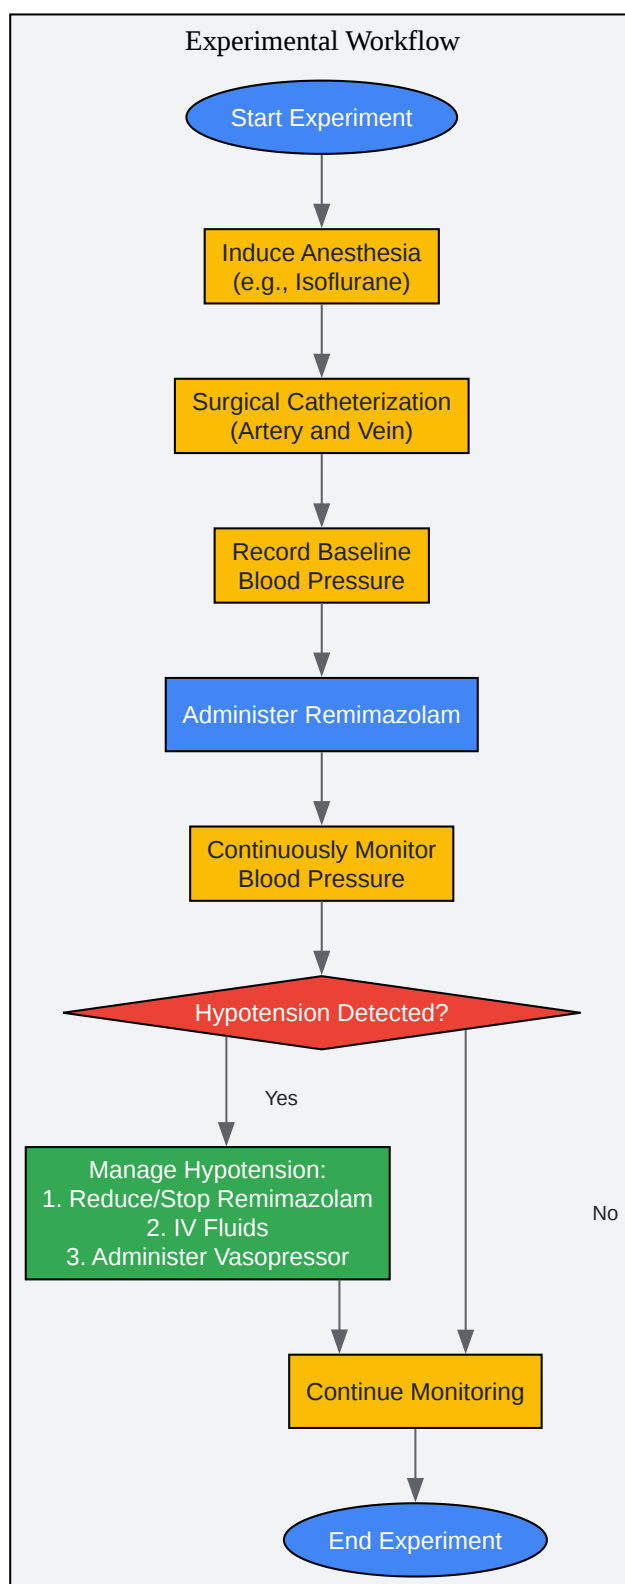 Experimental Workflow
Start Experiment
Induce Anesthesia
(e.g., Isoflurane)
Surgical Catheterization
(Artery and Vein)
Record Baseline
Blood Pressure
Administer Remimazolam
Continuously Monitor
Blood Pressure
Hypotension Detected?
Yes
Manage Hypotension:
1. Reduce/Stop Remimazolam
2. IV Fluids
3. Administer Vasopressor
No
Continue Monitoring
End Experiment